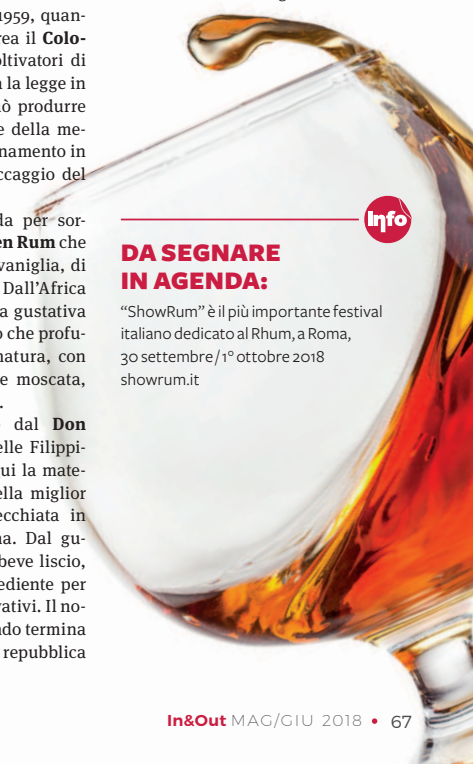 1959, quan-
rea il Colo-
oltivatori di
la legge in
ò produrre
e della me-
namento in
ccaggio del
da per sor-
en Rum che
vaniglia, di
Dall’Africa
a gustativa
o che profu-
natura, con
e moscata,
dal Don
elle Filippi-
ui la mate-
ella miglior
ecchiata in
na. Dal gu-
beve liscio,
ediente per
rativi. Il no-
ndo termina
repubblica
Info
DA SEGNARE
IN AGENDA:
“ShowRum” è il più importante festival
italiano dedicato al Rhum, a Roma,
30 settembre / 1° ottobre 2018
showrum.it
In&Out MAG/GIU 2018 • 67